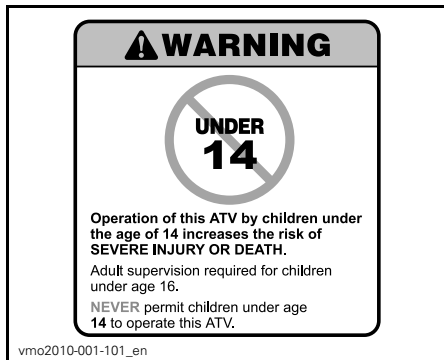 WARNING
UNDER
14
Operation of this ATV by children under
the age of 14 increases the risk of
SEVERE INJURY OR DEATH.
Adult supervision required for children
under age 16.
NEVER permit children under age
14 to operate this ATV.
vmo2010-001-101_en